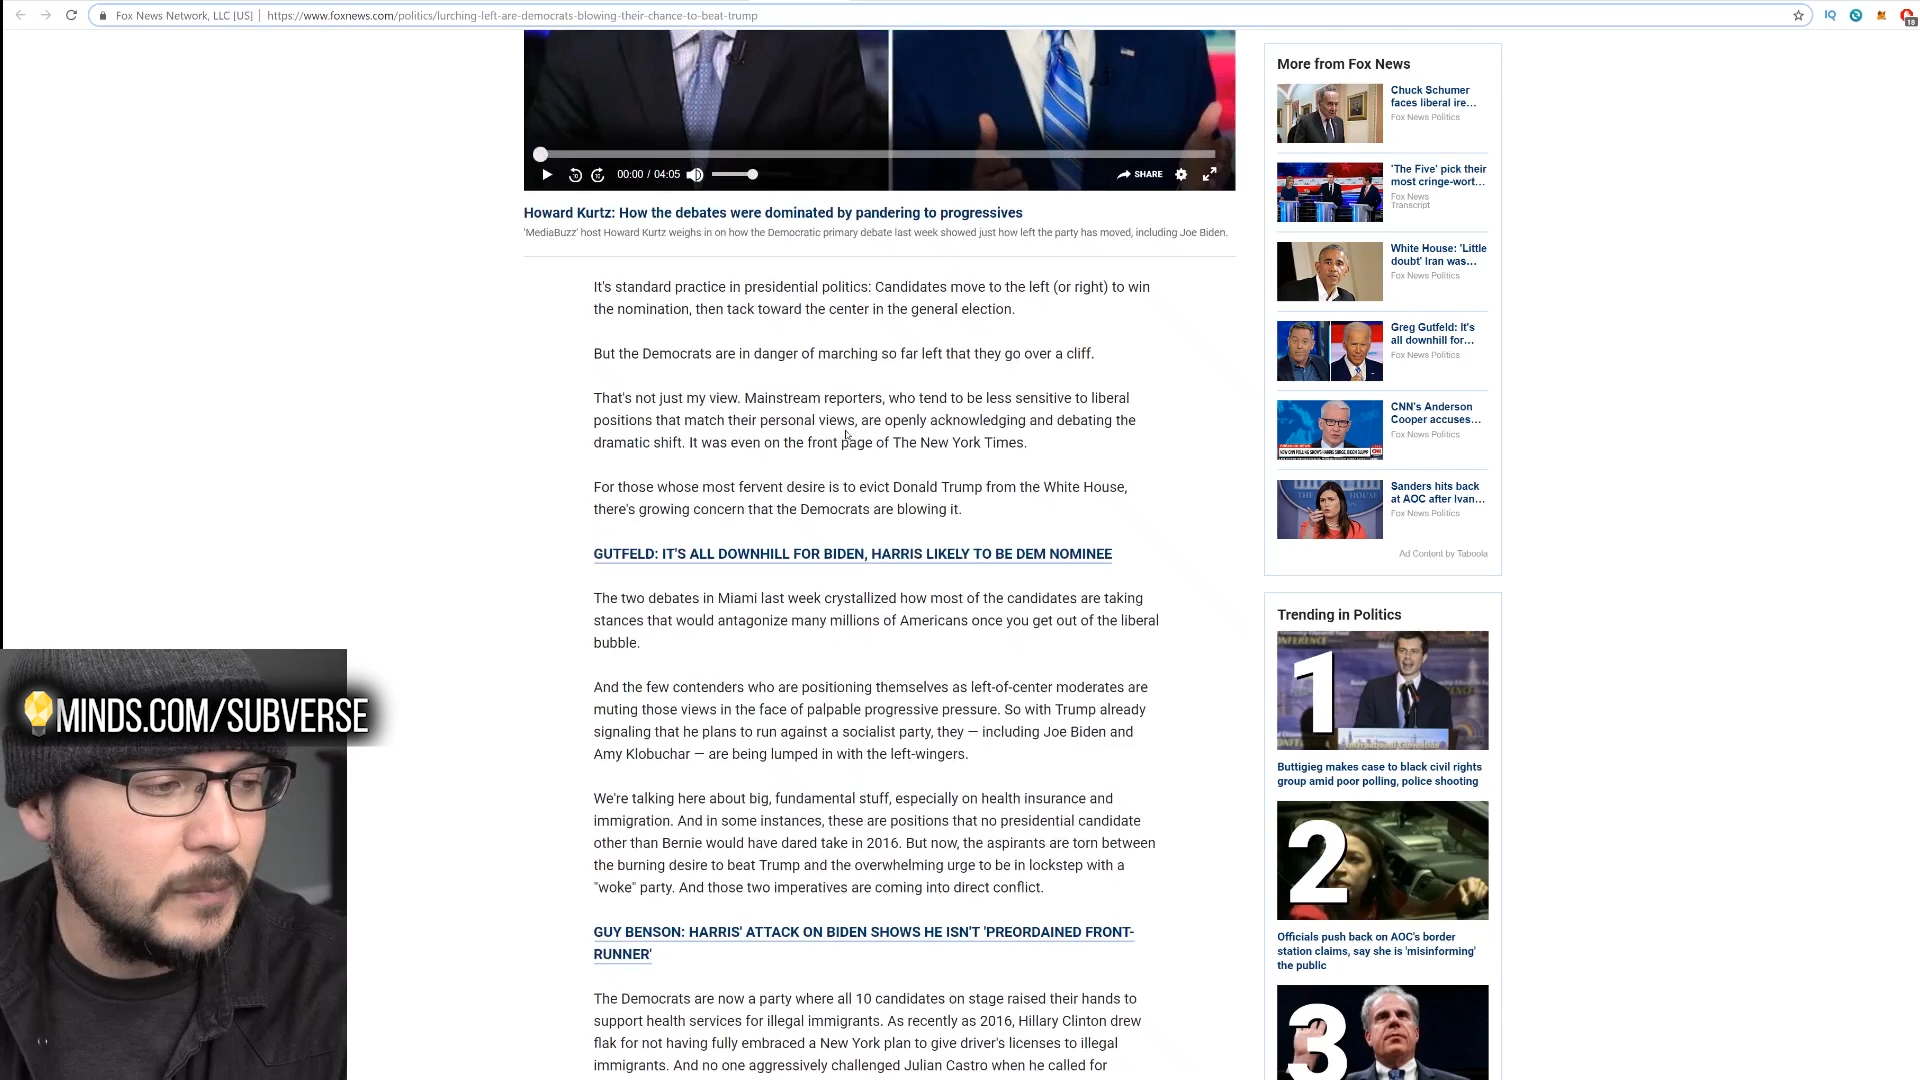 Fox News Network, LLC [US] | https://www.foxnews.com/politics/lurching-left-are-democrats-blowing-their-chance-to-beat-trump
IQ
18
00:00 / 04:05
SHARE
Howard Kurtz: How the debates were dominated by pandering to progressives
'MediaBuzz' host Howard Kurtz weighs in on how the Democratic primary debate last week showed just how left the party has moved, including Joe Biden.
It's standard practice in presidential politics: Candidates move to the left (or right) to win
the nomination, then tack toward the center in the general election.
But the Democrats are in danger of marching so far left that they go over a cliff.
That's not just my view. Mainstream reporters, who tend to be less sensitive to liberal
positions that match their personal views, are openly acknowledging and debating the
dramatic shift. It was even on the front page of The New York Times.
For those whose most fervent desire is to evict Donald Trump from the White House,
there's growing concern that the Democrats are blowing it.
GUTFELD: IT'S ALL DOWNHILL FOR BIDEN, HARRIS LIKELY TO BE DEM NOMINEE
The two debates in Miami last week crystallized how most of the candidates are taking
stances that would antagonize many millions of Americans once you get out of the liberal
bubble.
And the few contenders who are positioning themselves as left-of-center moderates are
muting those views in the face of palpable progressive pressure. So with Trump already
signaling that he plans to run against a socialist party, they — including Joe Biden and
Amy Klobuchar — are being lumped in with the left-wingers.
We're talking here about big, fundamental stuff, especially on health insurance and
immigration. And in some instances, these are positions that no presidential candidate
other than Bernie would have dared take in 2016. But now, the aspirants are torn between
the burning desire to beat Trump and the overwhelming urge to be in lockstep with a
"woke" party. And those two imperatives are coming into direct conflict.
GUY BENSON: HARRIS' ATTACK ON BIDEN SHOWS HE ISN'T 'PREORDAINED FRONT-
RUNNER'
The Democrats are now a party where all 10 candidates on stage raised their hands to
support health services for illegal immigrants. As recently as 2016, Hillary Clinton drew
flak for not having fully embraced a New York plan to give driver's licenses to illegal
immigrants. And no one aggressively challenged Julian Castro when he called for
More from Fox News
Chuck Schumer
faces liberal ire...
Fox News Politics
'The Five' pick their
most cringe-wort...
Fox News
Transcript
White House: 'Little
doubt' Iran was...
Fox News Politics
Greg Gutfeld: It's
all downhill for...
Fox News Politics
CNN's Anderson
Cooper accuses...
Fox News Politics
Sanders hits back
at AOC after Ivan...
Fox News Politics
Ad Content by Taboola
Trending in Politics
1
Buttigieg makes case to black civil rights
group amid poor polling, police shooting
2
Officials push back on AOC's border
station claims, say she is 'misinforming'
the public
3
MINDS.COM/SUBVERSE